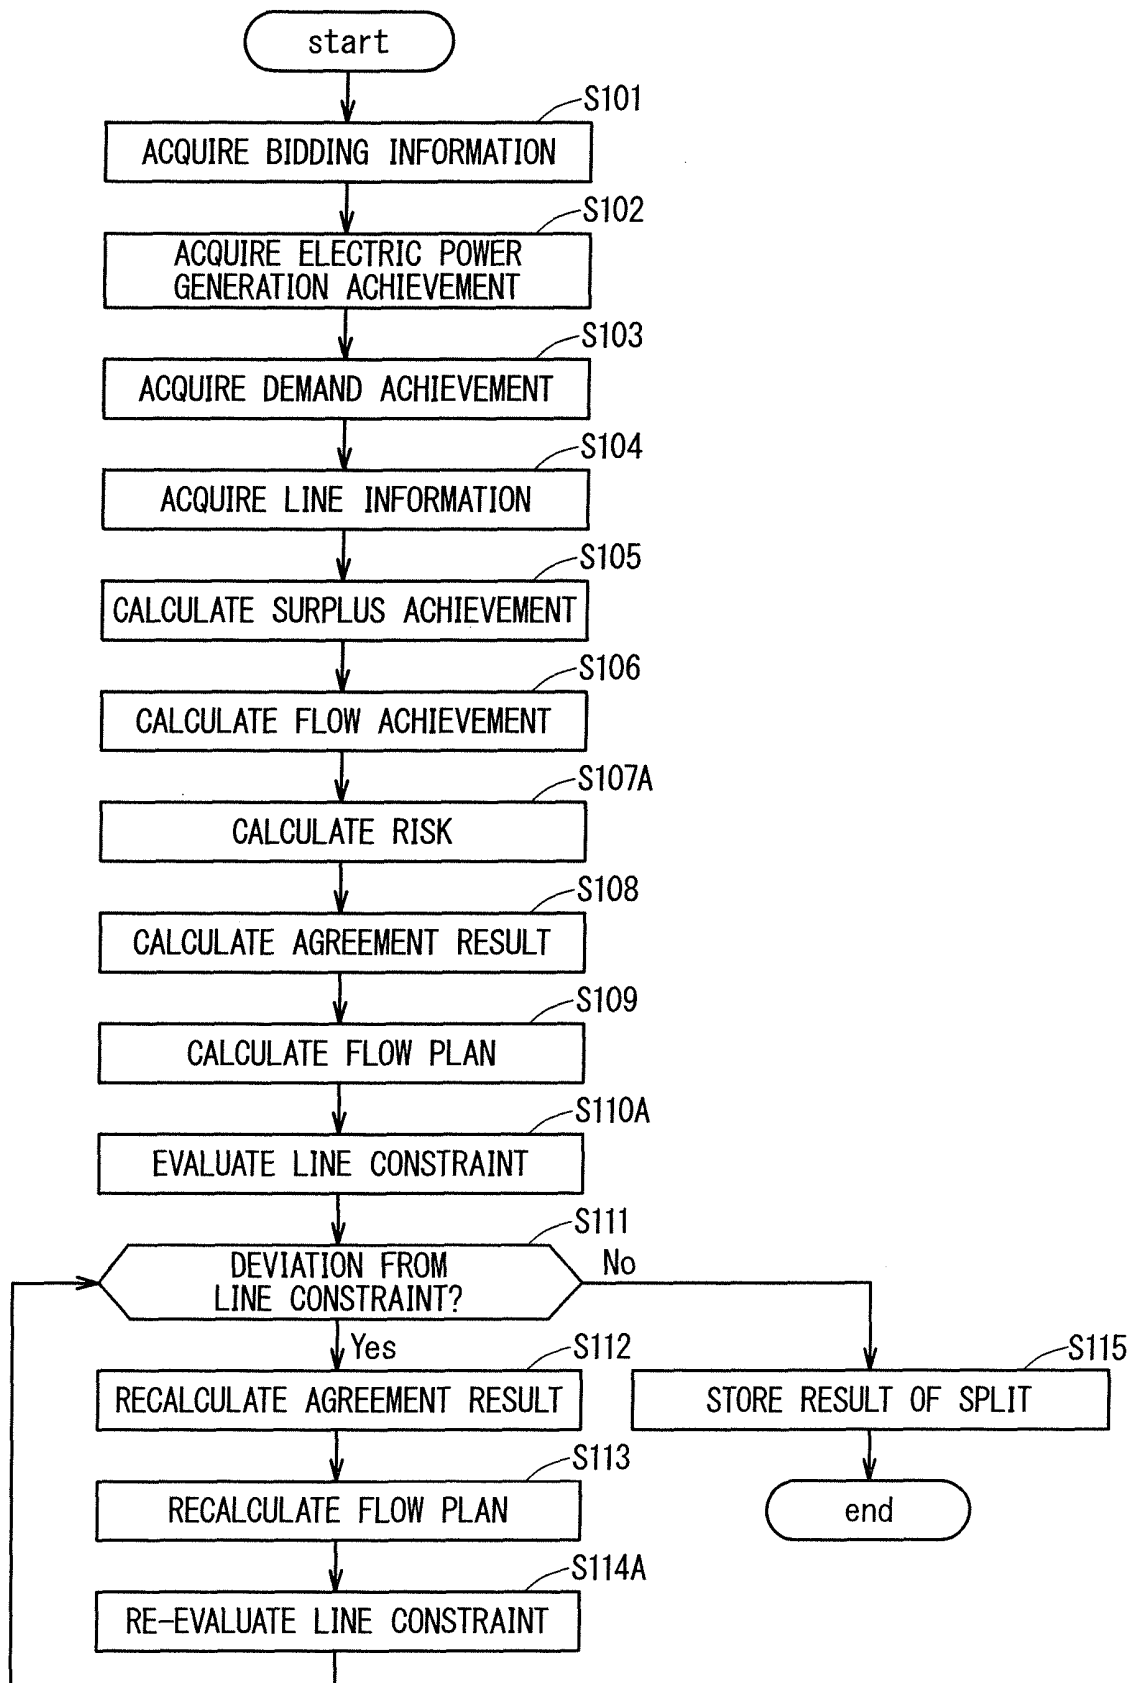 start
S101
ACQUIRE BIDDING INFORMATION
S102
ACQUIRE ELECTRIC POWER
GENERATION ACHIEVEMENT
S103
ACQUIRE DEMAND ACHIEVEMENT
S104
ACQUIRE LINE INFORMATION
S105
CALCULATE SURPLUS ACHIEVEMENT
S106
CALCULATE FLOW ACHIEVEMENT
S107A
CALCULATE RISK
S108
CALCULATE AGREEMENT RESULT
S109
CALCULATE FLOW PLAN
S110A
EVALUATE LINE CONSTRAINT
S111
DEVIATION FROM
LINE CONSTRAINT?
No
Yes
S112
RECALCULATE AGREEMENT RESULT
S115
STORE RESULT OF SPLIT
S113
RECALCULATE FLOW PLAN
end
S114A
RE-EVALUATE LINE CONSTRAINT